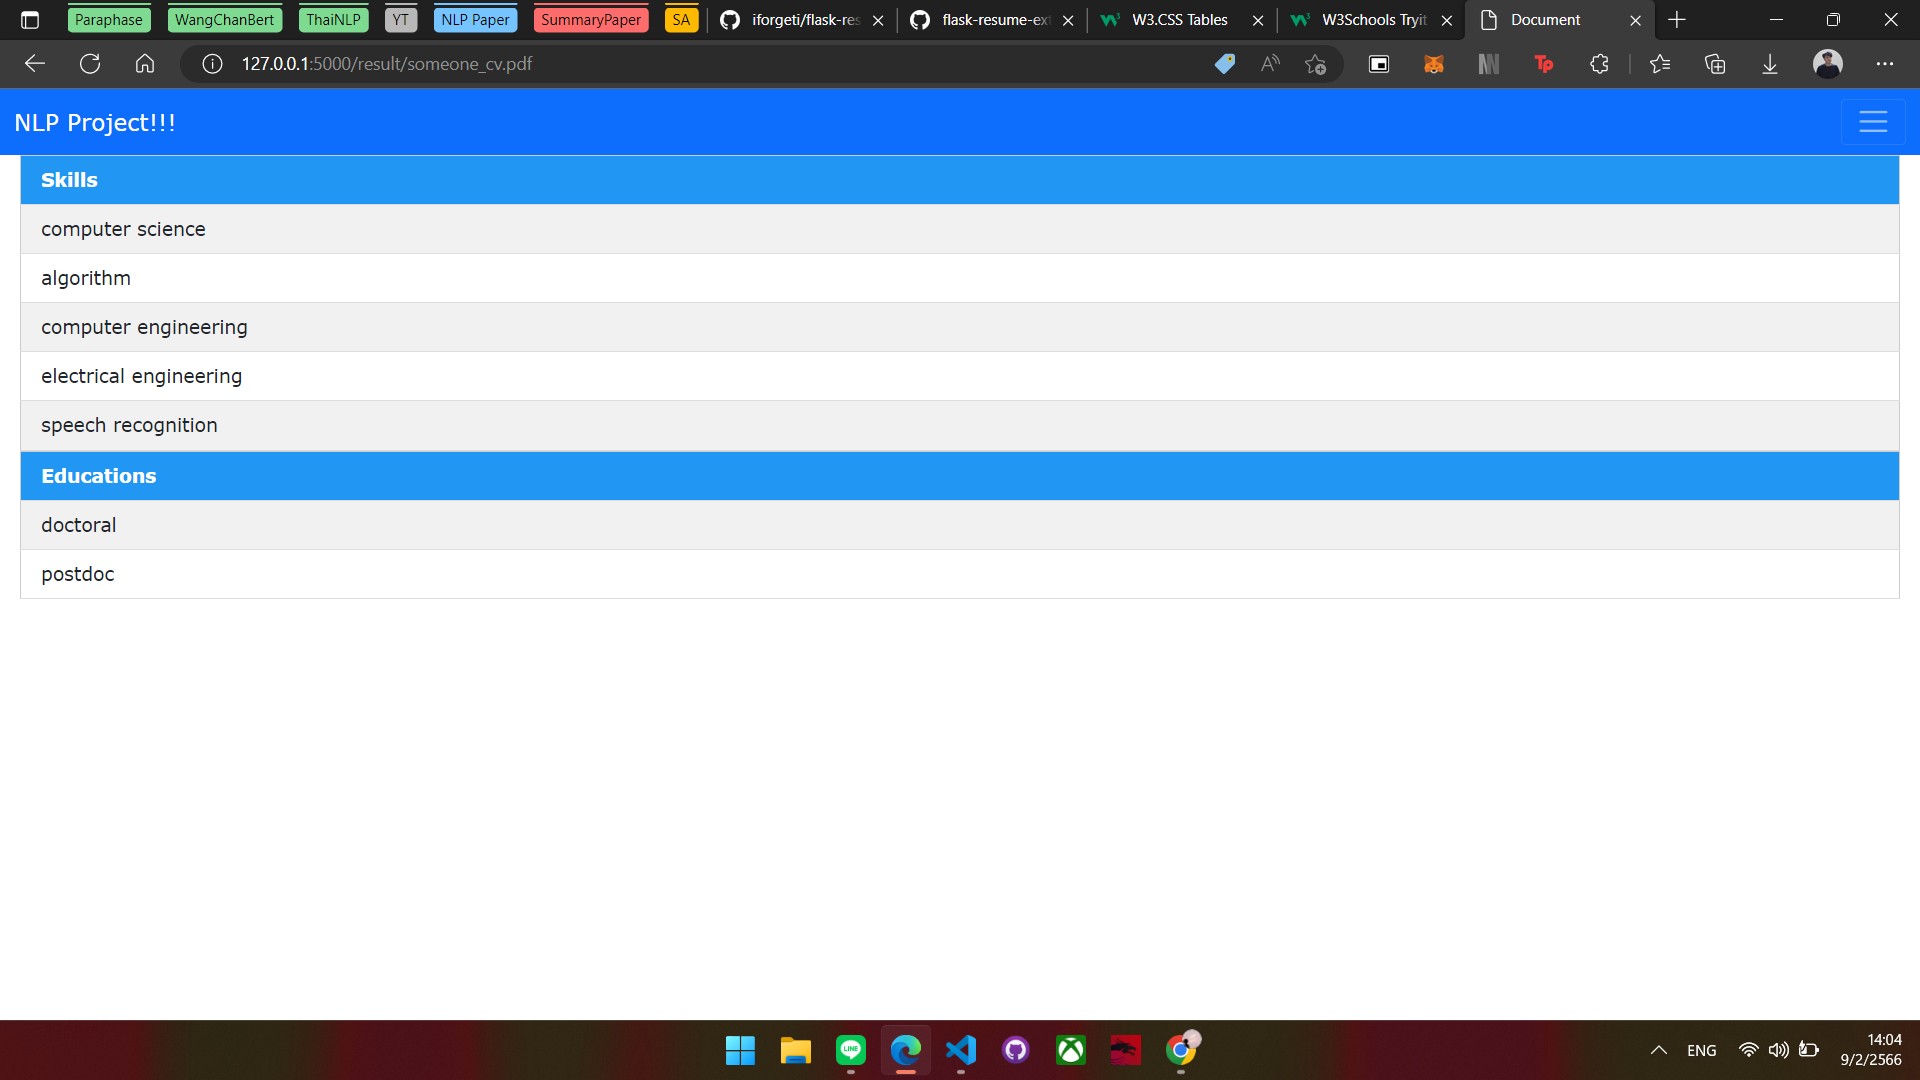 Paraphase WangChanBert ThaiNLP YT NLP Paper SummaryPaper SA iforgeti/flask-res flask-resume-ext W3.CSS Tables W3Schools Tryit Document
127.0.0.1:5000/result/someone_cv.pdf
NLP Project!!!
Skills
computer science
algorithm
computer engineering
electrical engineering
speech recognition
Educations
doctoral
postdoc
ENG
14:04
9/2/2566